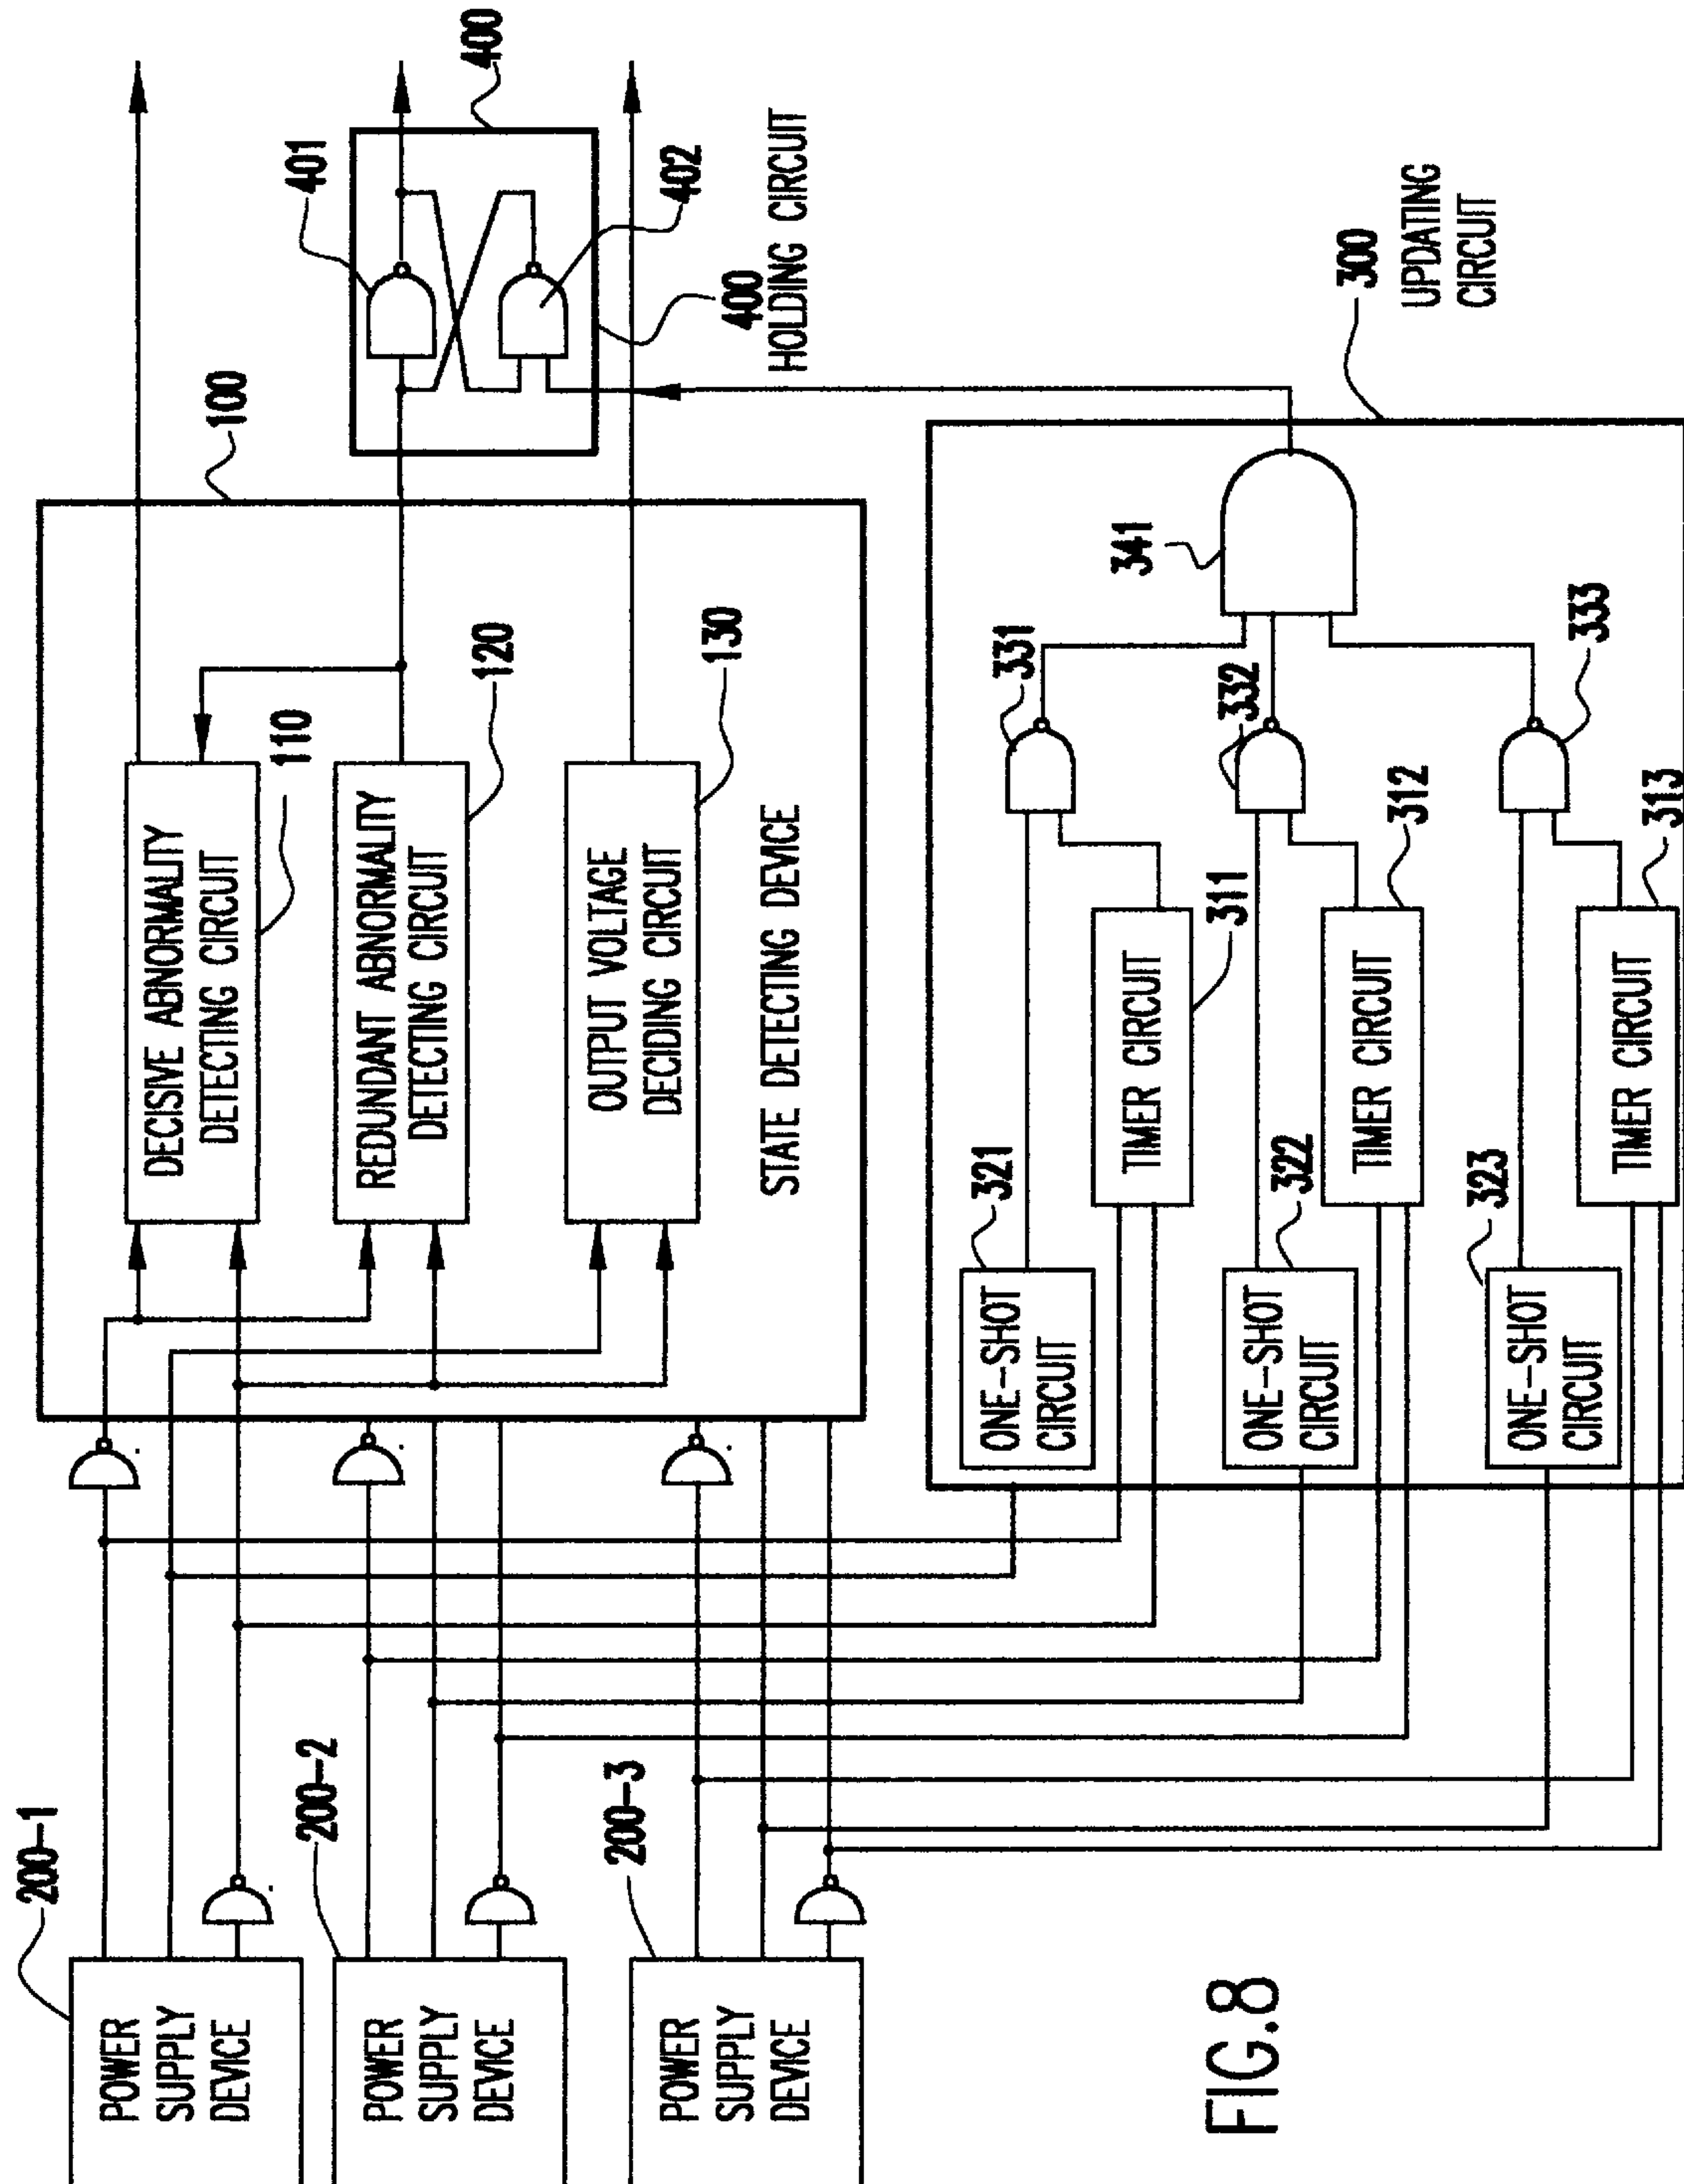 200-1
POWER
SUPPLY
DEVICE
200-2
POWER
SUPPLY
DEVICE
200-3
POWER
SUPPLY
DEVICE
100
DECISIVE ABNORMALITY
DETECTING CIRCUIT
110
REDUNDANT ABNORMALITY
DETECTING CIRCUIT
120
OUTPUT VOLTAGE
DECIDING CIRCUIT
130
STATE DETECTING DEVICE
401
400
402
400
HOLDING CIRCUIT
321
ONE-SHOT
CIRCUIT
TIMER CIRCUIT
311
331
322
ONE-SHOT
CIRCUIT
TIMER CIRCUIT
312
332
323
ONE-SHOT
CIRCUIT
TIMER CIRCUIT
313
333
341
300
UPDATING
CIRCUIT
FIG.8